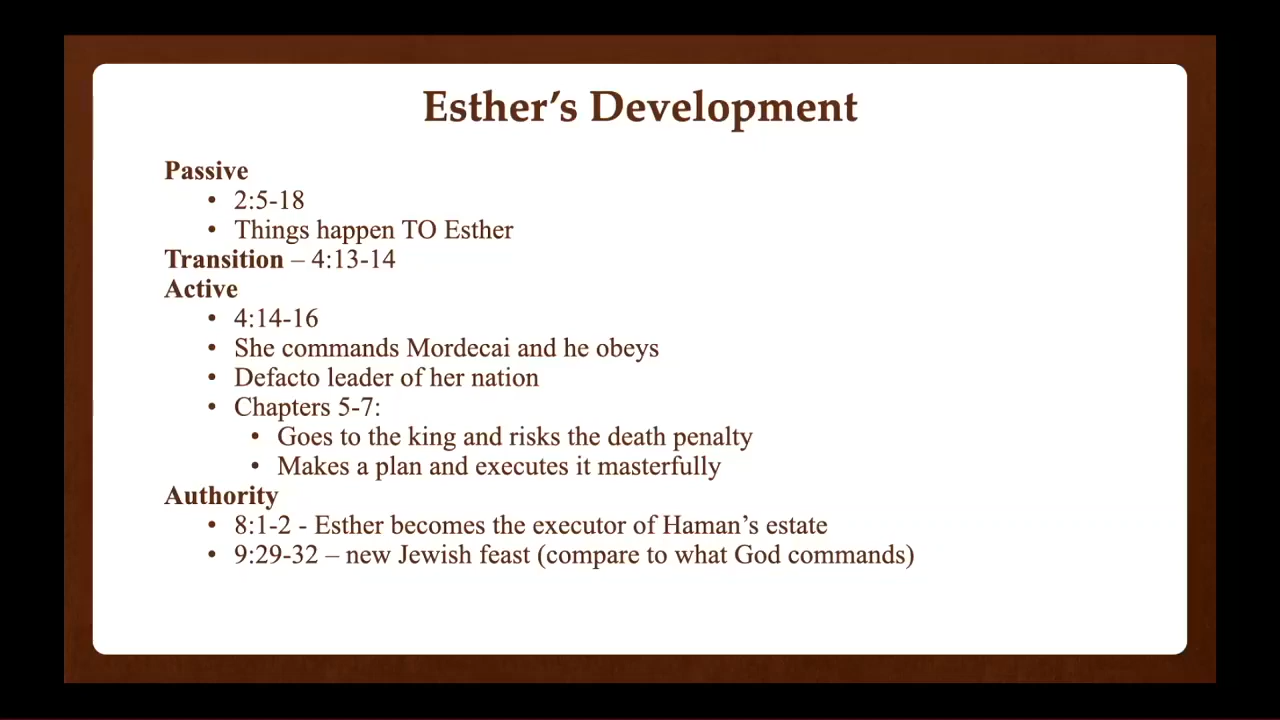 Esther’s Development
Passive
• 2:5-18
• Things happen TO Esther
Transition – 4:13-14
Active
• 4:14-16
• She commands Mordecai and he obeys
• Defacto leader of her nation
• Chapters 5-7:
• Goes to the king and risks the death penalty
• Makes a plan and executes it masterfully
Authority
• 8:1-2 - Esther becomes the executor of Haman’s estate
• 9:29-32 – new Jewish feast (compare to what God commands)